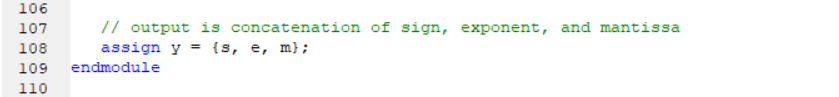 106
107 // output is concatenation of sign, exponent, and mantissa
108 assign y = {s, e, m};
109 endmodule
110